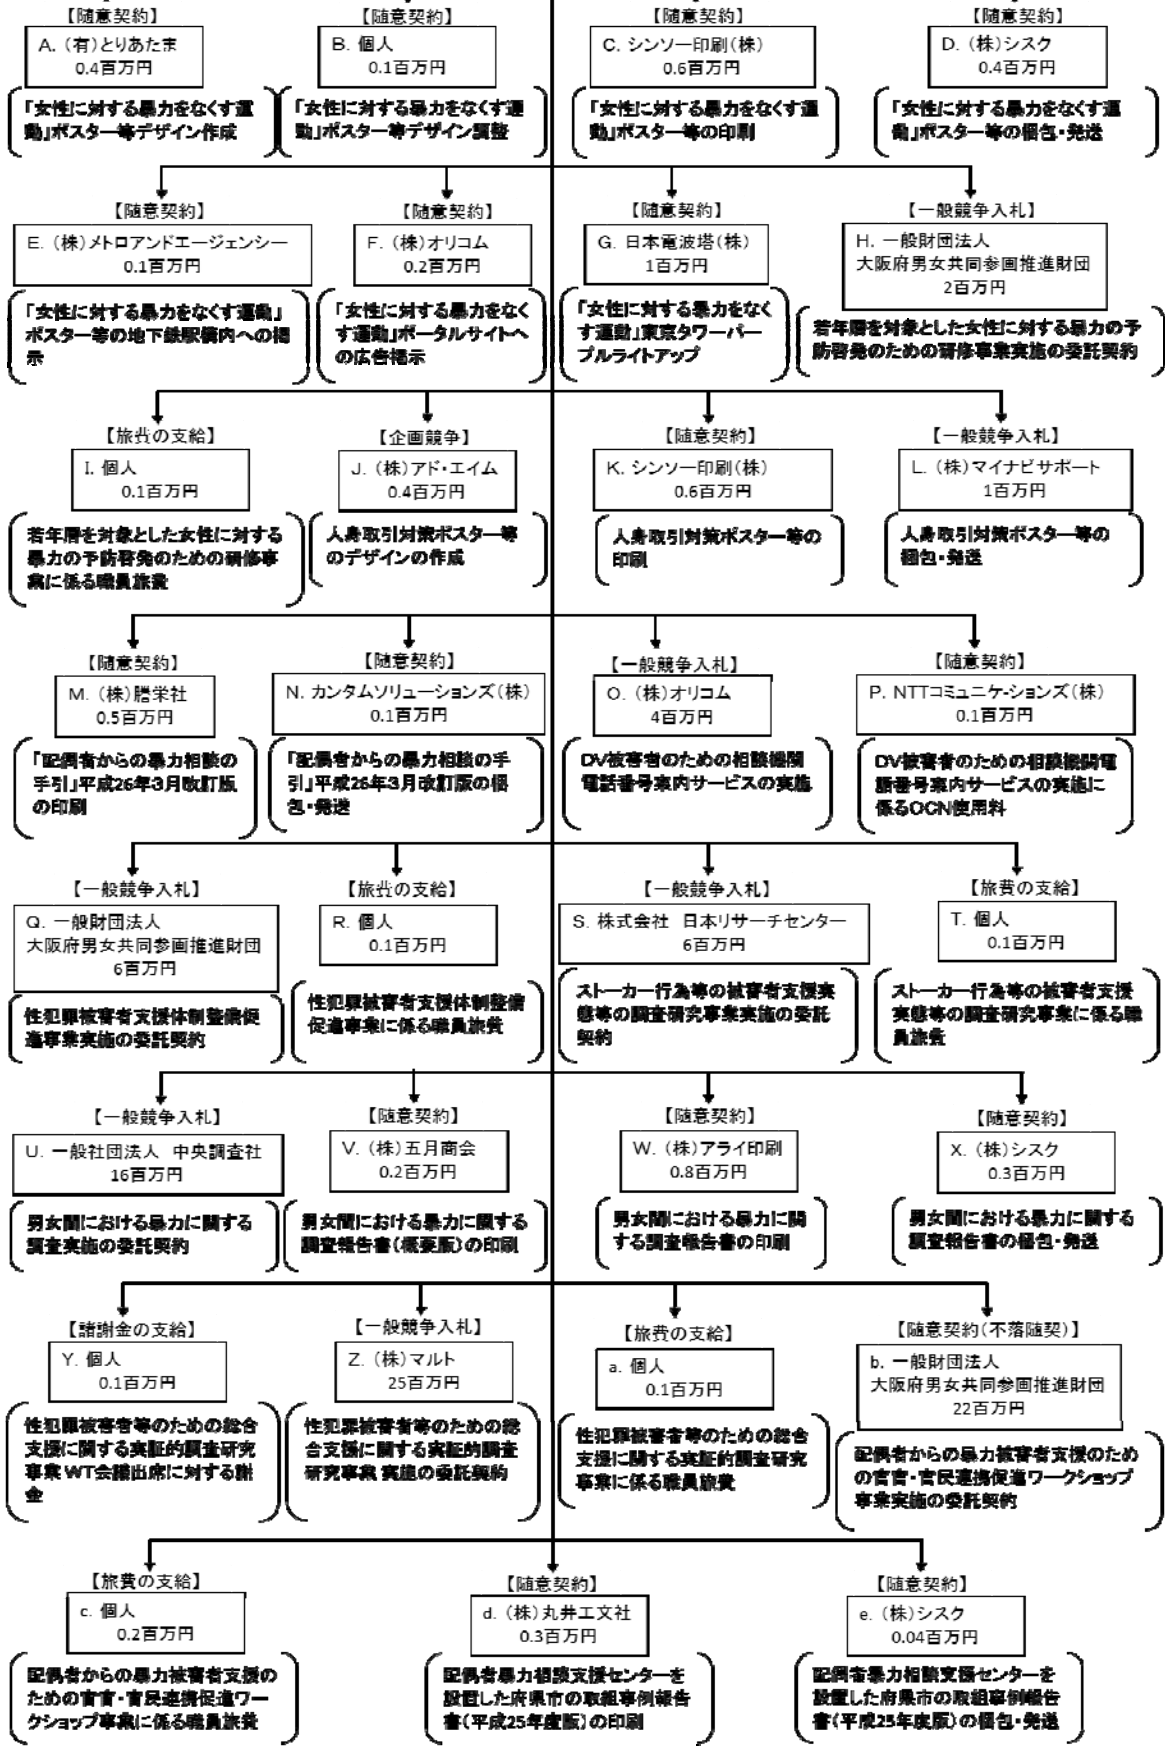 【随意契約】
A. (有)とりあたま
0.4百万円
「女性に対する暴力をなくす運
動」ポスター等デザイン作成
【随意契約】
B. 個人
0.1百万円
「女性に対する暴力をなくす運
動」ポスター等デザイン調整
【随意契約】
C. シンソー印刷(株)
0.6百万円
「女性に対する暴力をなくす運
動」ポスター等の印刷
【随意契約】
D. (株)シスク
0.4百万円
「女性に対する暴力をなくす運
動」ポスター等の梱包・発送
【随意契約】
E. (株)メトロアンドエージェンシー
0.1百万円
「女性に対する暴力をなくす運動」
ポスター等の地下鉄駅構内への掲
示
【随意契約】
F. (株)オリコム
0.2百万円
「女性に対する暴力をなく
す運動」ポータルサイトへ
の広告掲示
【随意契約】
G. 日本電波塔(株)
1百万円
「女性に対する暴力をなく
す運動」東京タワーパー
プルライトアップ
【一般競争入札】
H. 一般財団法人
大阪府男女共同参画推進財団
2百万円
若年層を対象とした女性に対する暴力の予
防啓発のための研修事業実施の委託契約
【旅費の支給】
I. 個人
0.1百万円
若年層を対象とした女性に対する
暴力の予防啓発のための研修事
業に係る職員旅費
【企画競争】
J. (株)アド・エイム
0.4百万円
人身取引対策ポスター等
のデザインの作成
【随意契約】
K. シンソー印刷(株)
0.6百万円
人身取引対策ポスター等の
印刷
【一般競争入札】
L. (株)マイナビサポート
1百万円
人身取引対策ポスター等の
梱包・発送
【随意契約】
M. (株)謄栄社
0.5百万円
「配偶者からの暴力相談の
手引」平成26年3月改訂版
の印刷
【随意契約】
N. カンタムソリューションズ(株)
0.1百万円
「配偶者からの暴力相談の手
引」平成26年3月改訂版の梱
包・発送
【一般競争入札】
O. (株)オリコム
4百万円
DV被害者のための相談機関
電話番号案内サービスの実施
【随意契約】
P. NTTコミュニケーションズ(株)
0.1百万円
DV被害者のための相談機関電
話番号案内サービスの実施に
係るOCN使用料
【一般競争入札】
Q. 一般財団法人
大阪府男女共同参画推進財団
6百万円
性犯罪被害者支援体制整備促
進事業実施の委託契約
【旅費の支給】
R. 個人
0.1百万円
性犯罪被害者支援体制整備
促進事業に係る職員旅費
【一般競争入札】
S. 株式会社 日本リサーチセンター
6百万円
ストーカー行為等の被害者支援実
態等の調査研究事業実施の委託
契約
【旅費の支給】
T. 個人
0.1百万円
ストーカー行為等の被害者支援
実態等の調査研究事業に係る職
員旅費
【一般競争入札】
U. 一般社団法人 中央調査社
16百万円
男女間における暴力に関する
調査実施の委託契約
【随意契約】
V. (株)五月商会
0.2百万円
男女間における暴力に関する
調査報告書(概要版)の印刷
【随意契約】
W. (株)アライ印刷
0.8百万円
男女間における暴力に関
する調査報告書の印刷
【随意契約】
X. (株)シスク
0.3百万円
男女間における暴力に関する
調査報告書の梱包・発送
【諸謝金の支給】
Y. 個人
0.1百万円
性犯罪被害者等のための総合
支援に関する実証的調査研究
事業 WT会議出席に対する謝
金
【一般競争入札】
Z. (株)マルト
25百万円
性犯罪被害者等のための総
合支援に関する実証的調査
研究事業 実施の委託契約
【旅費の支給】
a. 個人
0.1百万円
性犯罪被害者等のための総合
支援に関する実証的調査研究
事業に係る職員旅費
【随意契約(不落随契)】
b. 一般財団法人
大阪府男女共同参画推進財団
22百万円
配偶者からの暴力被害者支援のため
の官官・官民連携促進ワークショップ
事業実施の委託契約
【旅費の支給】
c. 個人
0.2百万円
配偶者からの暴力被害者支援の
ための官官・官民連携促進ワー
クショップ事業に係る職員旅費
【随意契約】
d. (株)丸井工文社
0.3百万円
配偶者暴力相談支援センターを
設置した府県市の取組事例報告
書(平成25年度版)の印刷
【随意契約】
e. (株)シスク
0.04百万円
配偶者暴力相談支援センターを
設置した府県市の取組事例報告
書(平成25年度版)の梱包・発送